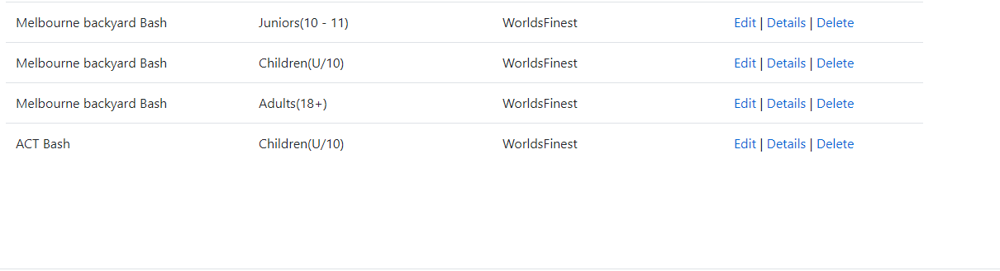 Melbourne backyard Bash Juniors(10 - 11) WorldsFinest Edit | Details | Delete
Melbourne backyard Bash Children(U/10) WorldsFinest Edit | Details | Delete
Melbourne backyard Bash Adults(18+) WorldsFinest Edit | Details | Delete
ACT Bash Children(U/10) WorldsFinest Edit | Details | Delete